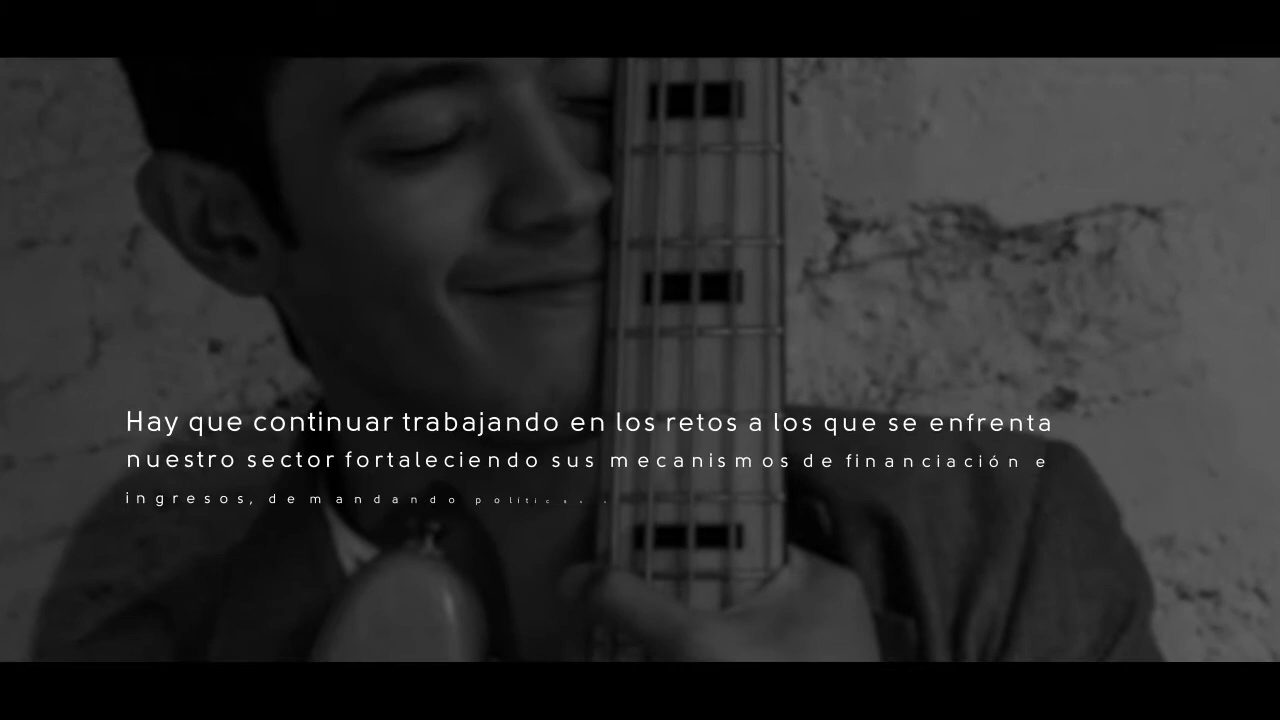 Hay que continuar trabajando en los retos a los que se enfrenta
nuestro sector fortaleciendo sus mecanismos de financiación e
ingresos, demandando